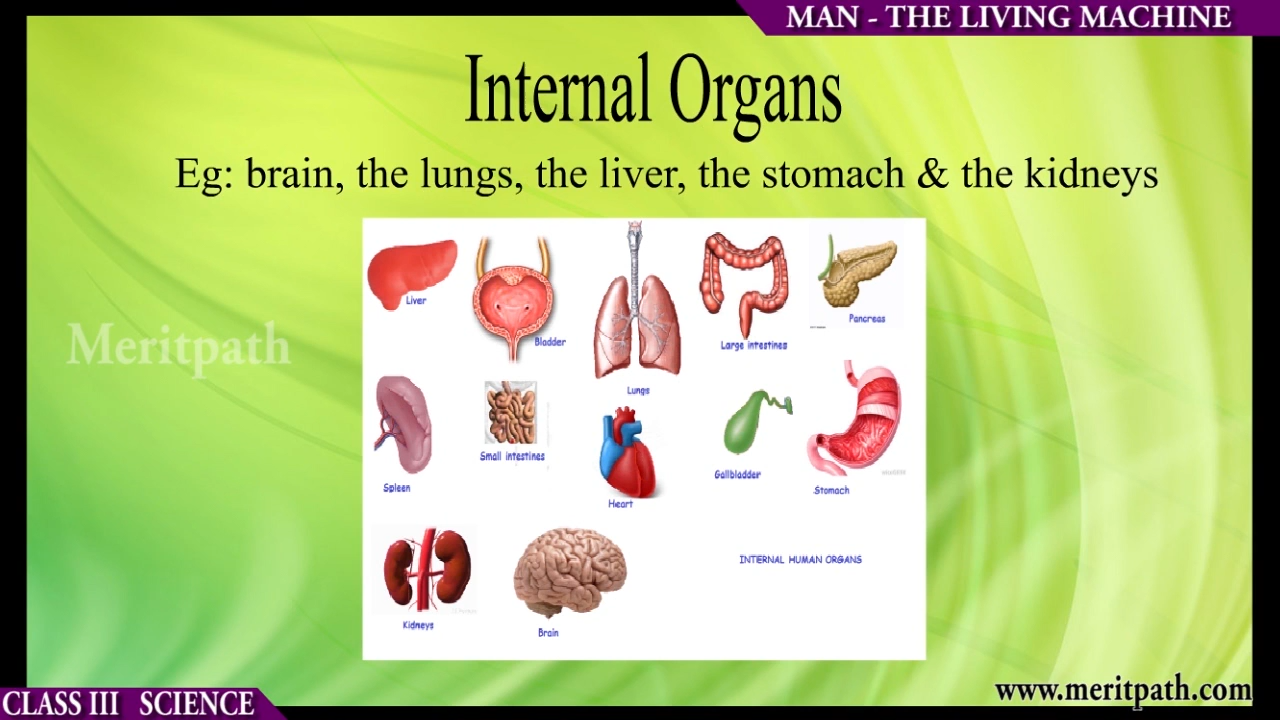 MAN - THE LIVING MACHINE
Internal Organs
Eg: brain, the lungs, the liver, the stomach & the kidneys
Liver
Bladder
Lungs
Large intestines
Pancreas
Meritpath
Spleen
Small intestines
Heart
Gallbladder
Stomach
Kidneys
Brain
INTERNAL HUMAN ORGANS
CLASS III SCIENCE
www.meritpath.com